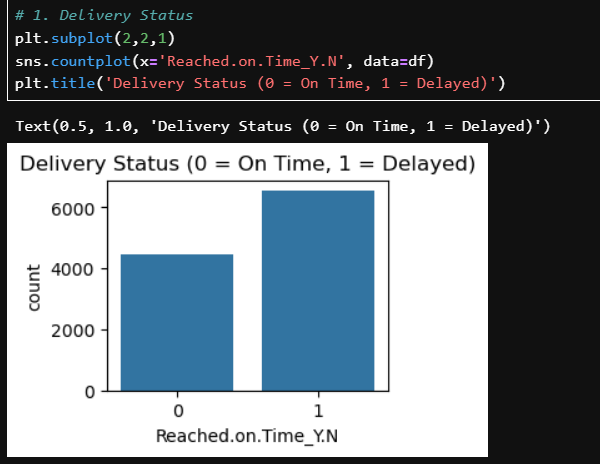 # 1. Delivery Status
plt.subplot(2,2,1)
sns.countplot(x='Reached.on.Time_Y.N', data=df)
plt.title('Delivery Status (0 = On Time, 1 = Delayed)')
Text(0.5, 1.0, 'Delivery Status (0 = On Time, 1 = Delayed)')
Delivery Status (0 = On Time, 1 = Delayed)
6000
4000
2000
0
count
0 1
Reached.on.Time_Y.N